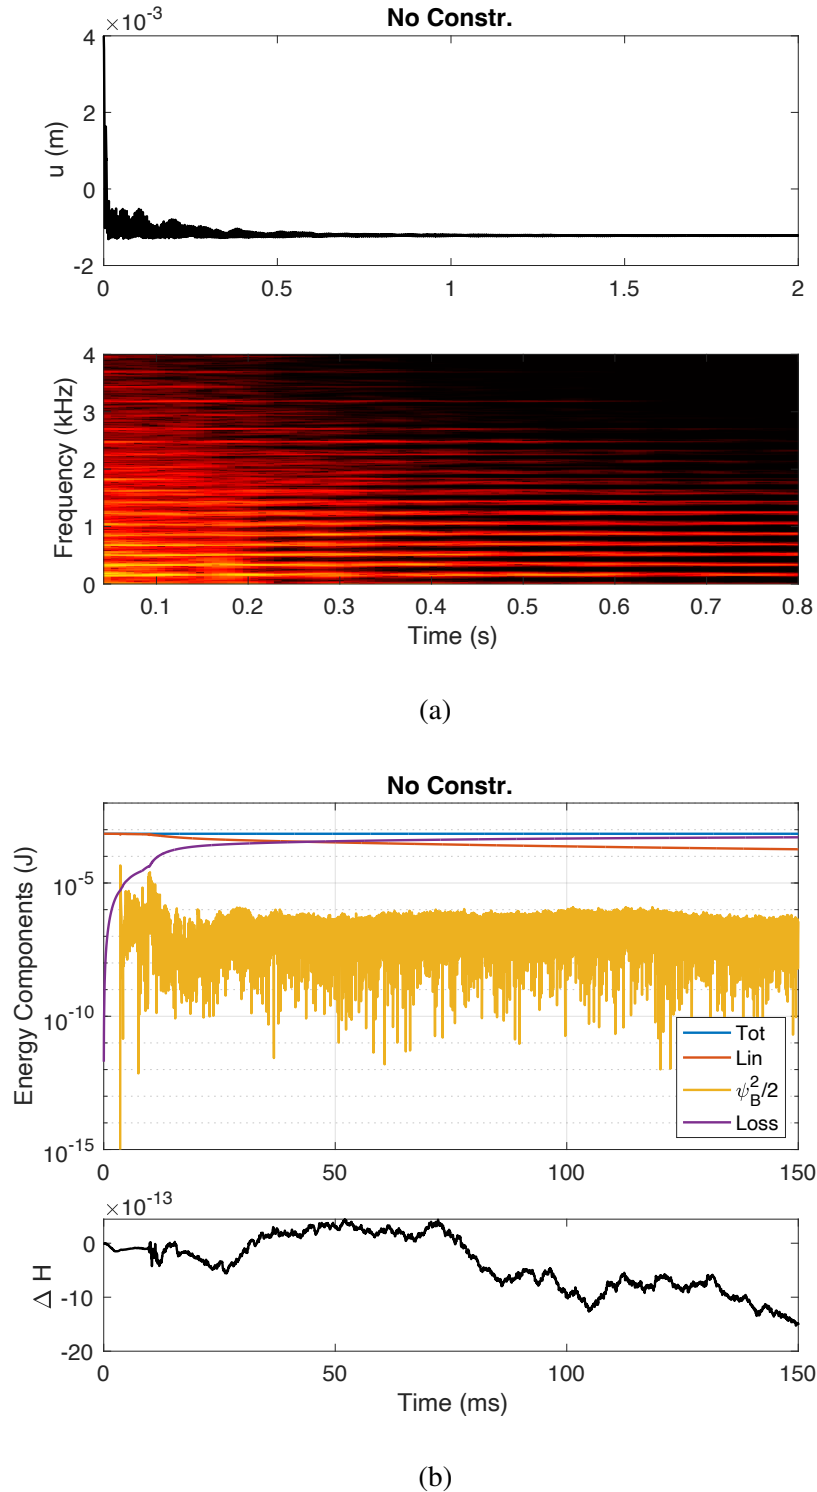 No Constr.
×10⁻³
4
2
0
-2
u (m)
0 0.5 1 1.5 2
4
3
2
1
0
Frequency (kHz)
0.1 0.2 0.3 0.4 0.5 0.6 0.7 0.8
Time (s)
(a)
No Constr.
10⁻⁵
10⁻¹⁰
10⁻¹⁵
Energy Components (J)
Tot
Lin
ψ_B²/2
Loss
0 50 100 150
×10⁻¹³
0
-10
-20
Δ H
0 50 100 150
Time (ms)
(b)